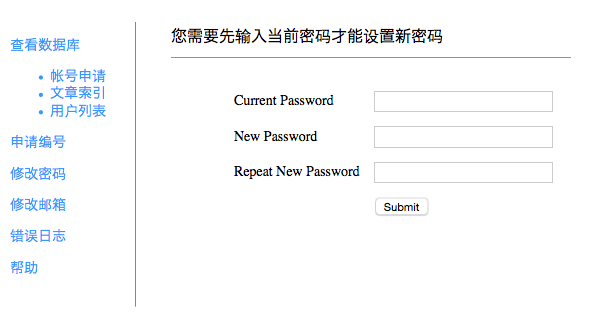 查看数据库
帐号申请
文章索引
用户列表
申请编号
修改密码
修改邮箱
错误日志
帮助
您需要先输入当前密码才能设置新密码
Current Password
New Password
Repeat New Password
Submit